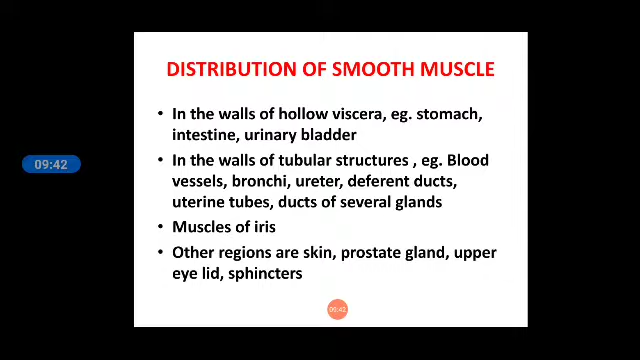 DISTRIBUTION OF SMOOTH MUSCLE
• In the walls of hollow viscera, eg. stomach,
intestine, urinary bladder
09:42
• In the walls of tubular structures , eg. Blood
vessels, bronchi, ureter, deferent ducts,
uterine tubes, ducts of several glands
• Muscles of iris
• Other regions are skin, prostate gland, upper
eye lid, sphincters
09:42